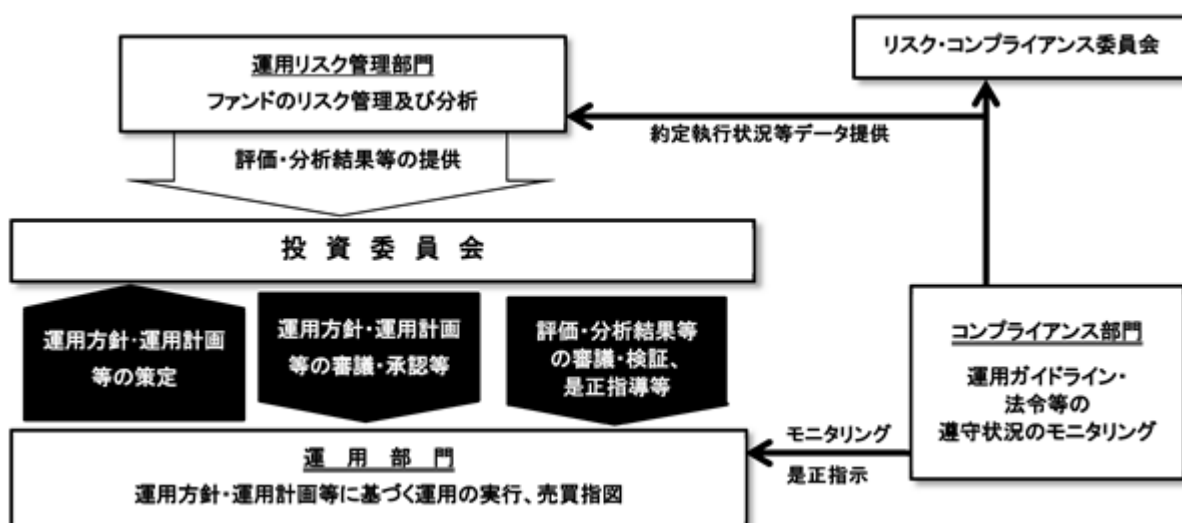 リスク・コンプライアンス委員会
運用リスク管理部門
ファンドのリスク管理及び分析
約定執行状況等データ提供
評価・分析結果等の提供
投資委員会
運用方針・運用計画
等の策定
運用方針・運用計画
等の審議・承認等
評価・分析結果等
の審議・検証、
是正指導等
コンプライアンス部門
運用ガイドライン・
法令等の
遵守状況のモニタリング
モニタリング
是正指示
運用部門
運用方針・運用計画等に基づく運用の実行、売買指図